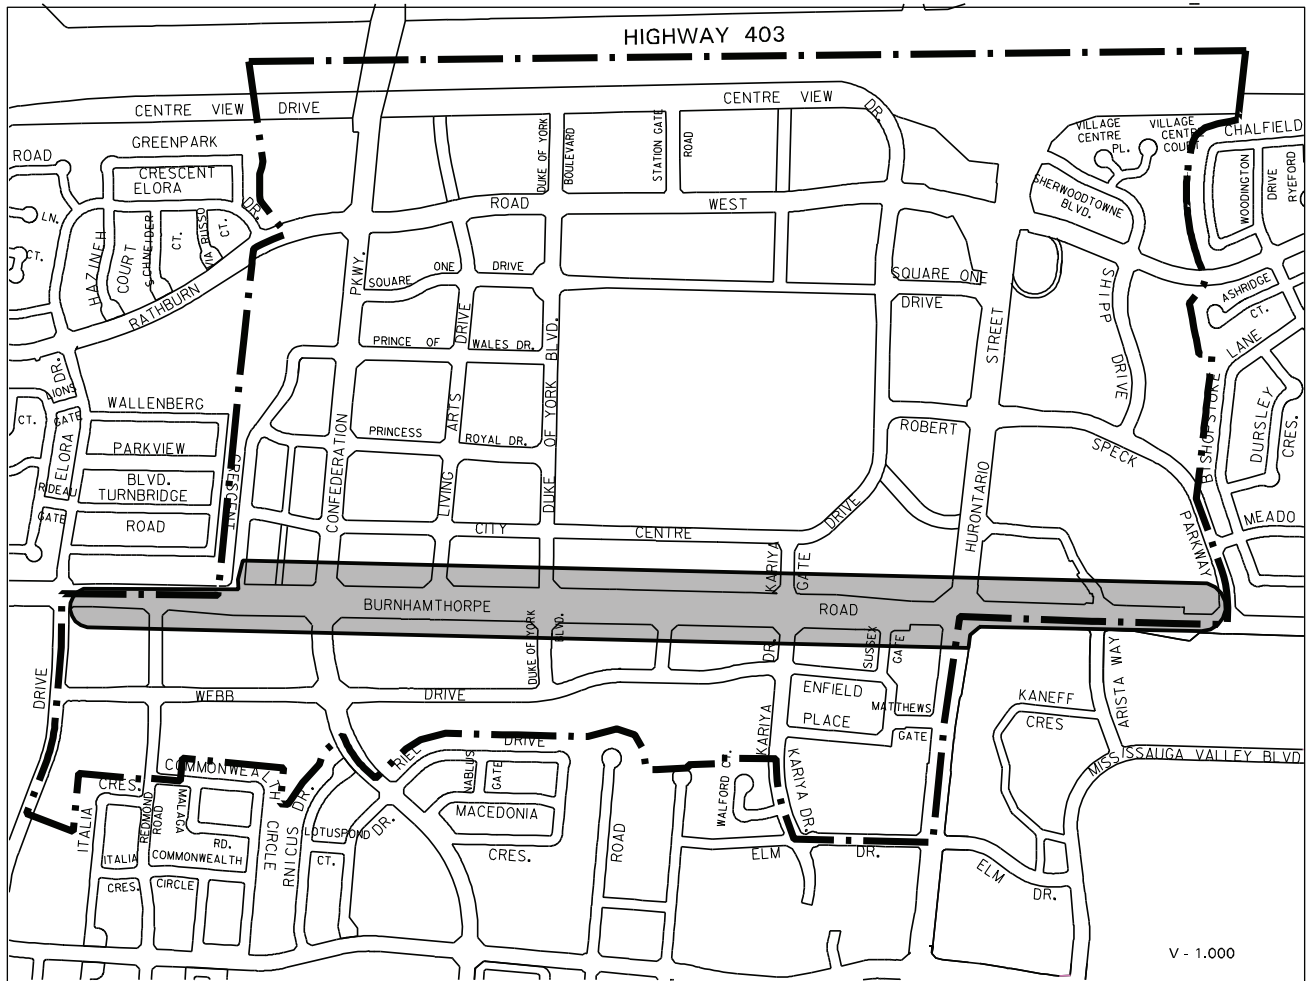 HIGHWAY 403
CENTRE VIEW DRIVE
CENTRE VIEW
DR.
GREENPARK
ROAD
CRESCENT
ELORA
DR.
LN.
CT.
HAZINEH
COURT
SCHNEIDER
CT.
VIA RUSSO
CT.
RATHBURN
ROAD
WEST
DUKE OF YORK
BOULEVARD
STATION GATE
ROAD
VILLAGE
CENTRE
PL.
VILLAGE
CENTRE
COURT
CHALFIELD
SHERWOODTOWNE
BLVD.
WOODINGTON
DRIVE
RYEFORD
PKWY.
SQUARE ONE DRIVE
SQUARE ONE
DRIVE
PRINCE OF WALES DR.
DRIVE
ARTS
LIVING
DUKE OF YORK BLVD.
STREET
SHIPP
DRIVE
ASHRIDGE
CT.
LANE
BISHOPSTOKE
DURSLEY
CRES.
DR.
LIONS
GATE
CT.
ELORA
RIDEAU
GATE
WALLENBERG
PARKVIEW
BLVD.
TURNBRIDGE
ROAD
CRESCENT
CONFEDERATION
PRINCESS ROYAL DR.
ROBERT
SPECK
PARKWAY
MEADO
HURONTARIO
CITY
CENTRE
DRIVE
KARIYA
GATE
BURNHAMTHORPE
ROAD
DUKE OF YORK
BLVD.
DR.
KARIYA
SUSSEX
GATE
DRIVE
WEBB
DRIVE
ENFIELD
PLACE
MATTHEWS
GATE
KANEFF
CRES
ARISTA WAY
MISSISSAUGA VALLEY BLVD.
RIEL
DRIVE
NABLUS
GATE
MACEDONIA
CRES.
COMMONWEALTH
CIRCLE
CRES.
ITALIA
REDMOND
ROAD
MALAGA
RD.
COMMONWEALTH
CIRCLE
ITALIA
CRES.
SUCINR
DR.
LOTUSPOND
CT.
DR.
ROAD
WALFORD CT.
KARIYA DR.
ELM
DR.
ELM
DR.
V - 1.000